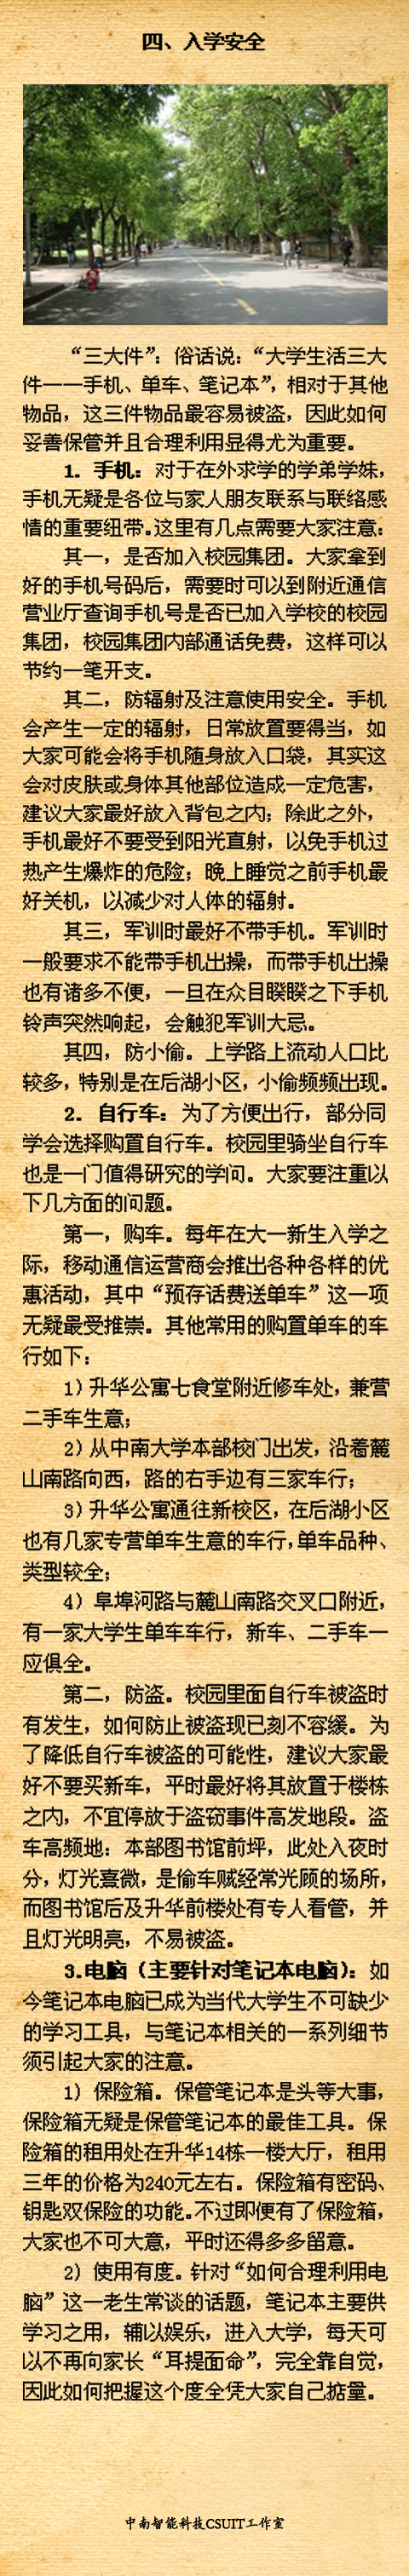 四、入学安全
“三大件”：俗话说：“大学生活三大
件一一手机、单车、笔记本”，相对于其他
物品，这三件物品最容易被盗，因此如何
妥善保管并且合理利用显得尤为重要。
1. 手机：对于在外求学的学弟学妹，
手机无疑是各位与家人朋友联系与联络感
情的重要纽带。这里有几点需要大家注意：
其一，是否加入校园集团。大家拿到
好的手机号码后，需要时可以到附近通信
营业厅查询手机号是否已加入学校的校园
集团，校园集团内部通话免费，这样可以
节约一笔开支。
其二，防辐射及注意使用安全。手机
会产生一定的辐射，日常放置要得当，如
大家可能会将手机随身放入口袋，其实这
会对皮肤或身体其他部位造成一定危害，
建议大家最好放入背包之内；除此之外，
手机最好不要受到阳光直射，以免手机过
热产生爆炸的危险；晚上睡觉之前手机最
好关机，以减少对人体的辐射。
其三，军训时最好不带手机。军训时
一般要求不能带手机出操，而带手机出操
也有诸多不便，一旦在众目睽睽之下手机
铃声突然响起，会触犯军训大忌。
其四，防小偷。上学路上流动人口比
较多，特别是在后湖小区，小偷频频出现。
2. 自行车：为了方便出行，部分同
学会选择购置自行车。校园里骑坐自行车
也是一门值得研究的学问。大家要注重以
下几方面的问题。
第一，购车。每年在大一新生入学之
际，移动通信运营商会推出各种各样的优
惠活动，其中“预存话费送单车”这一项
无疑最受推崇。其他常用的购置单车的车
行如下：
1）升华公寓七食堂附近修车处，兼营
二手车生意；
2）从中南大学本部校门出发，沿着麓
山南路向西，路的右手边有三家车行；
3）升华公寓通往新校区，在后湖小区
也有几家专营单车生意的车行，单车品种、
类型较全；
4）阜埠河路与麓山南路交叉口附近，
有一家大学生单车车行，新车、二手车一
应俱全。
第二，防盗。校园里面自行车被盗时
有发生，如何防止被盗现已刻不容缓。为
了降低自行车被盗的可能性，建议大家最
好不要买新车，平时最好将其放置于楼栋
之内，不宜停放于盗窃事件高发地段。盗
车高频地：本部图书馆前坪，此处入夜时
分，灯光熹微，是偷车贼经常光顾的场所，
而图书馆后及升华前楼处有专人看管，并
且灯光明亮，不易被盗。
3.电脑（主要针对笔记本电脑）：如
今笔记本电脑已成为当代大学生不可缺少
的学习工具，与笔记本相关的一系列细节
须引起大家的注意。
1）保险箱。保管笔记本是头等大事，
保险箱无疑是保管笔记本的最佳工具。保
险箱的租用处在升华14栋一楼大厅，租用
三年的价格为240元左右。保险箱有密码、
钥匙双保险的功能。不过即便有了保险箱，
大家也不可大意，平时还得多多留意。
2）使用有度。针对“如何合理利用电
脑”这一老生常谈的话题，笔记本主要供
学习之用，辅以娱乐，进入大学，每天可
以不再向家长“耳提面命”，完全靠自觉，
因此如何把握这个度全凭大家自己掂量。
中南智能科技CSUIT工作室